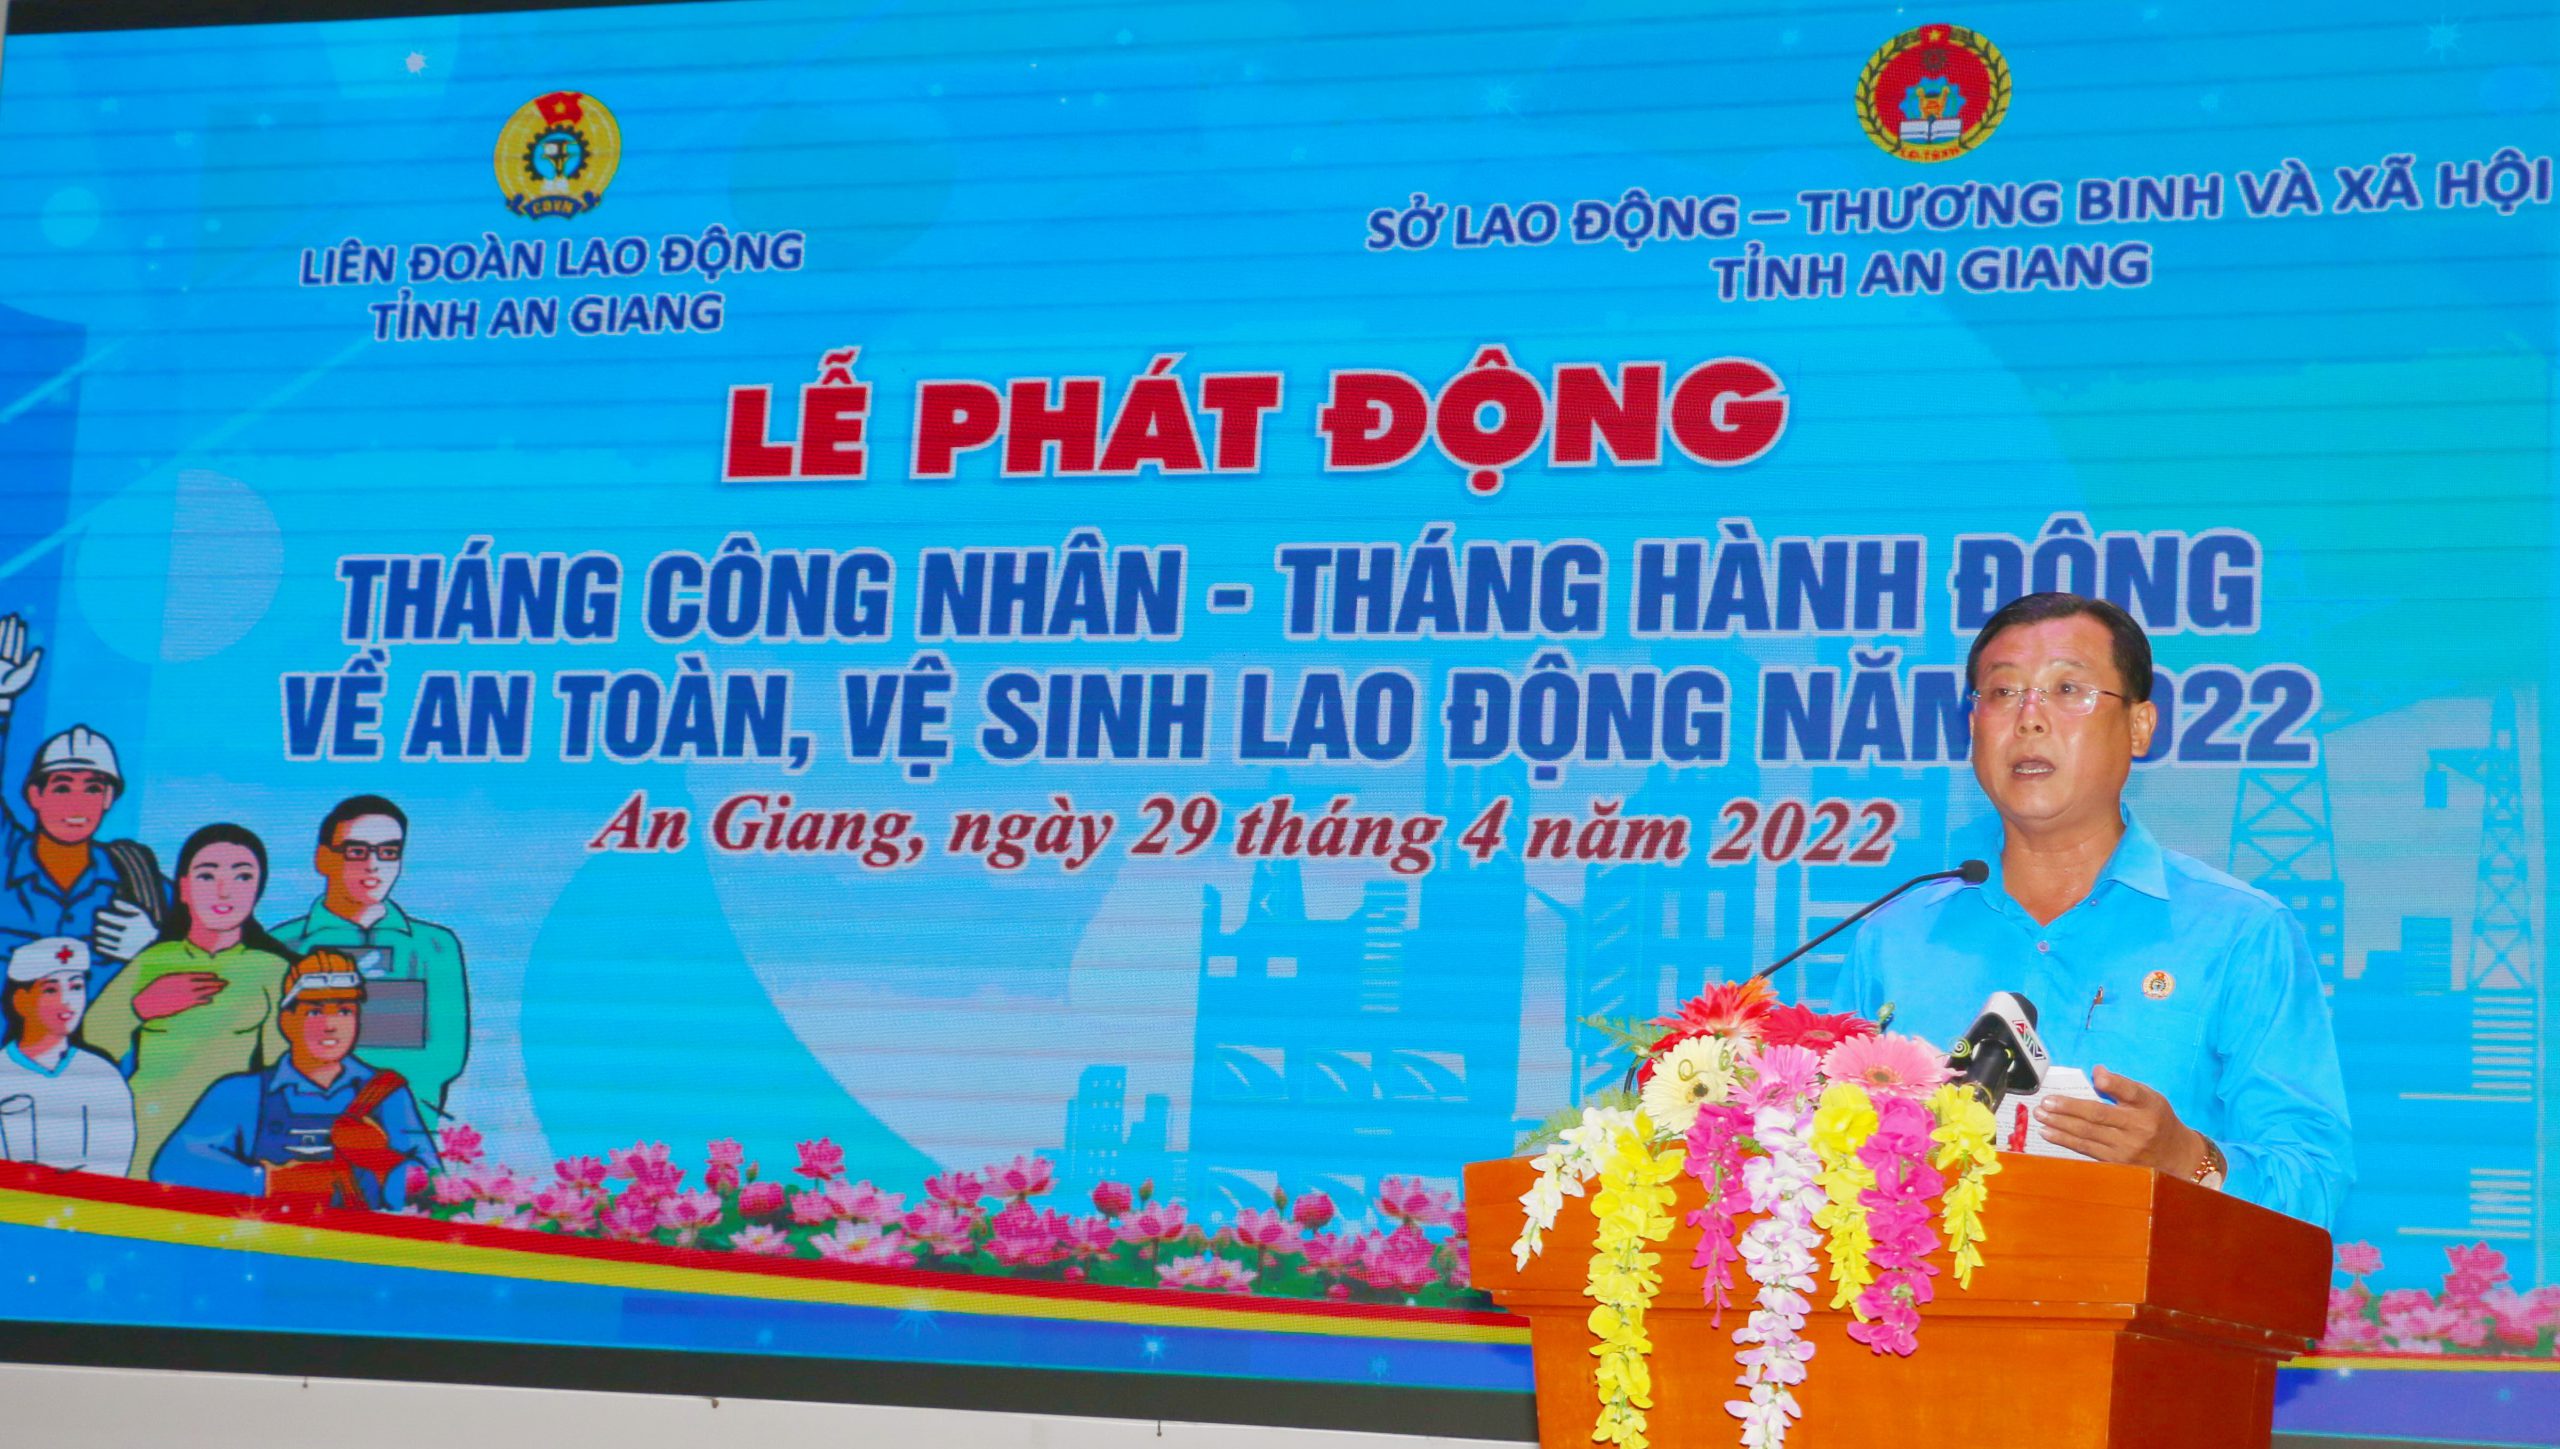 CĐVN
LIÊN ĐOÀN LAO ĐỘNG
TỈNH AN GIANG
SỞ LAO ĐỘNG – THƯƠNG BINH VÀ XÃ HỘI
TỈNH AN GIANG
LỄ PHÁT ĐỘNG
THÁNG CÔNG NHÂN - THÁNG HÀNH ĐỘNG
VỀ AN TOÀN, VỆ SINH LAO ĐỘNG NĂM 2022
An Giang, ngày 29 tháng 4 năm 2022